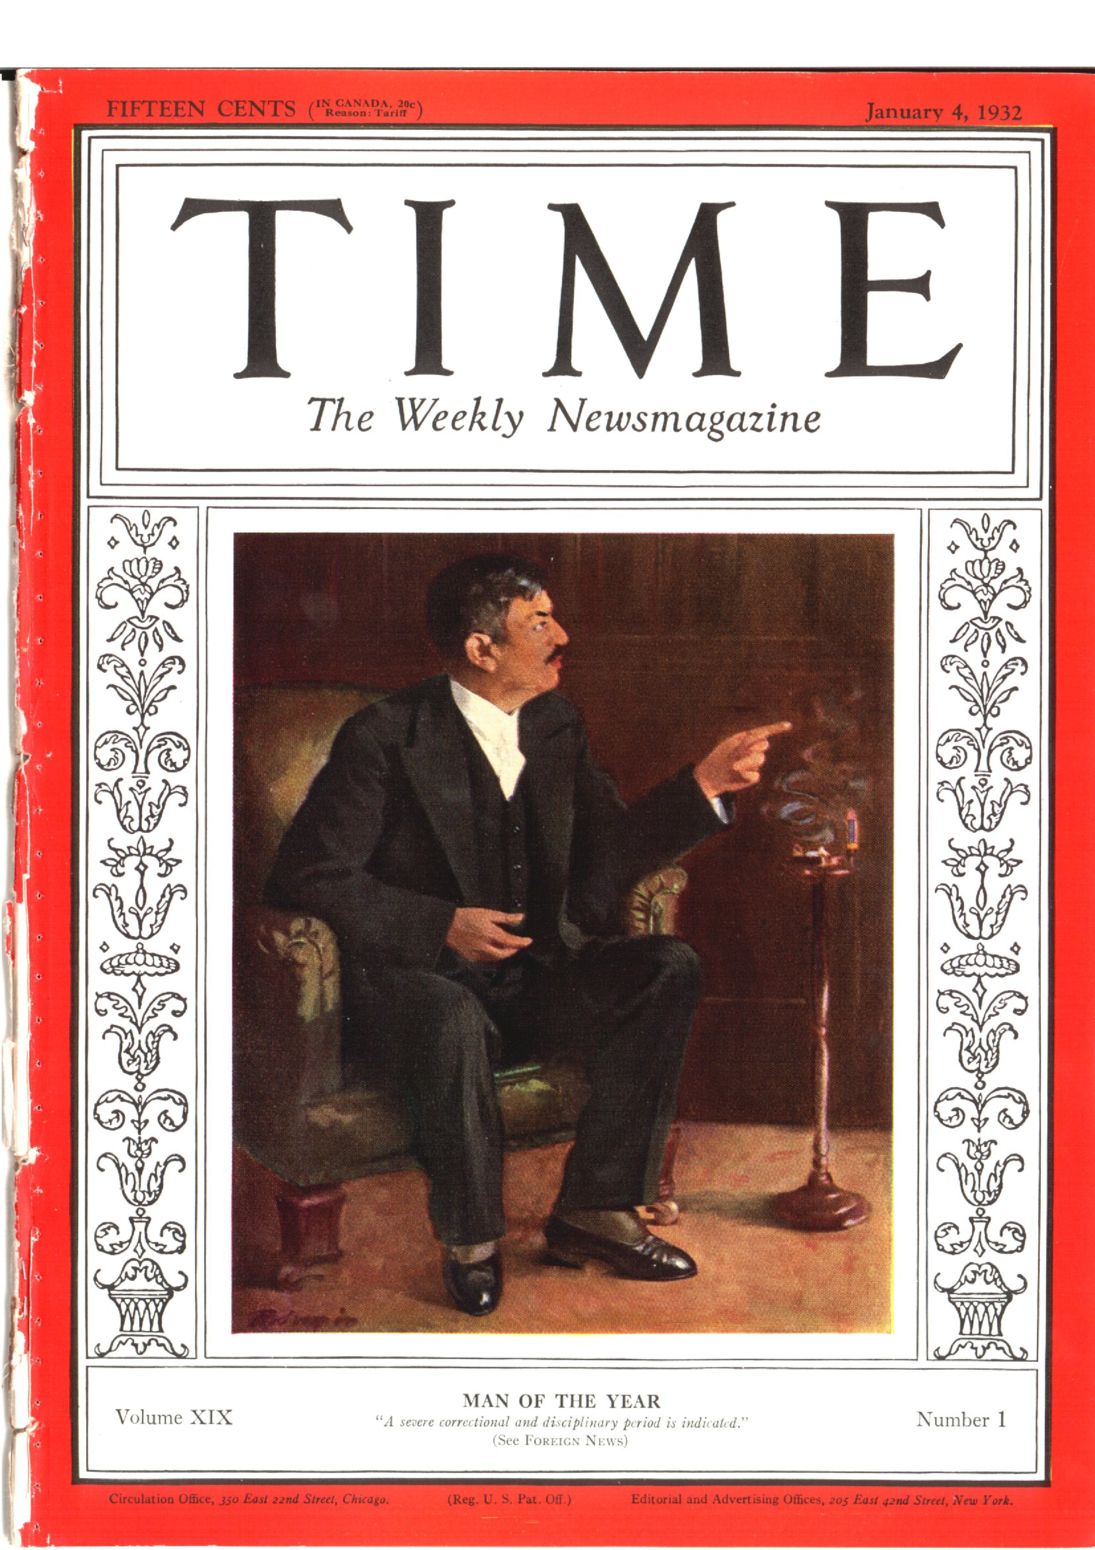 FIFTEEN CENTS (IN CANADA, 20c Reason: Tariff)
January 4, 1932
TIME
The Weekly Newsmagazine
Volume XIX
MAN OF THE YEAR
"A severe correctional and disciplinary period is indicated."
(See FOREIGN NEWS)
Number 1
Circulation Office, 350 East 22nd Street, Chicago.
(Reg. U. S. Pat. Off.)
Editorial and Advertising Offices, 205 East 42nd Street, New York.